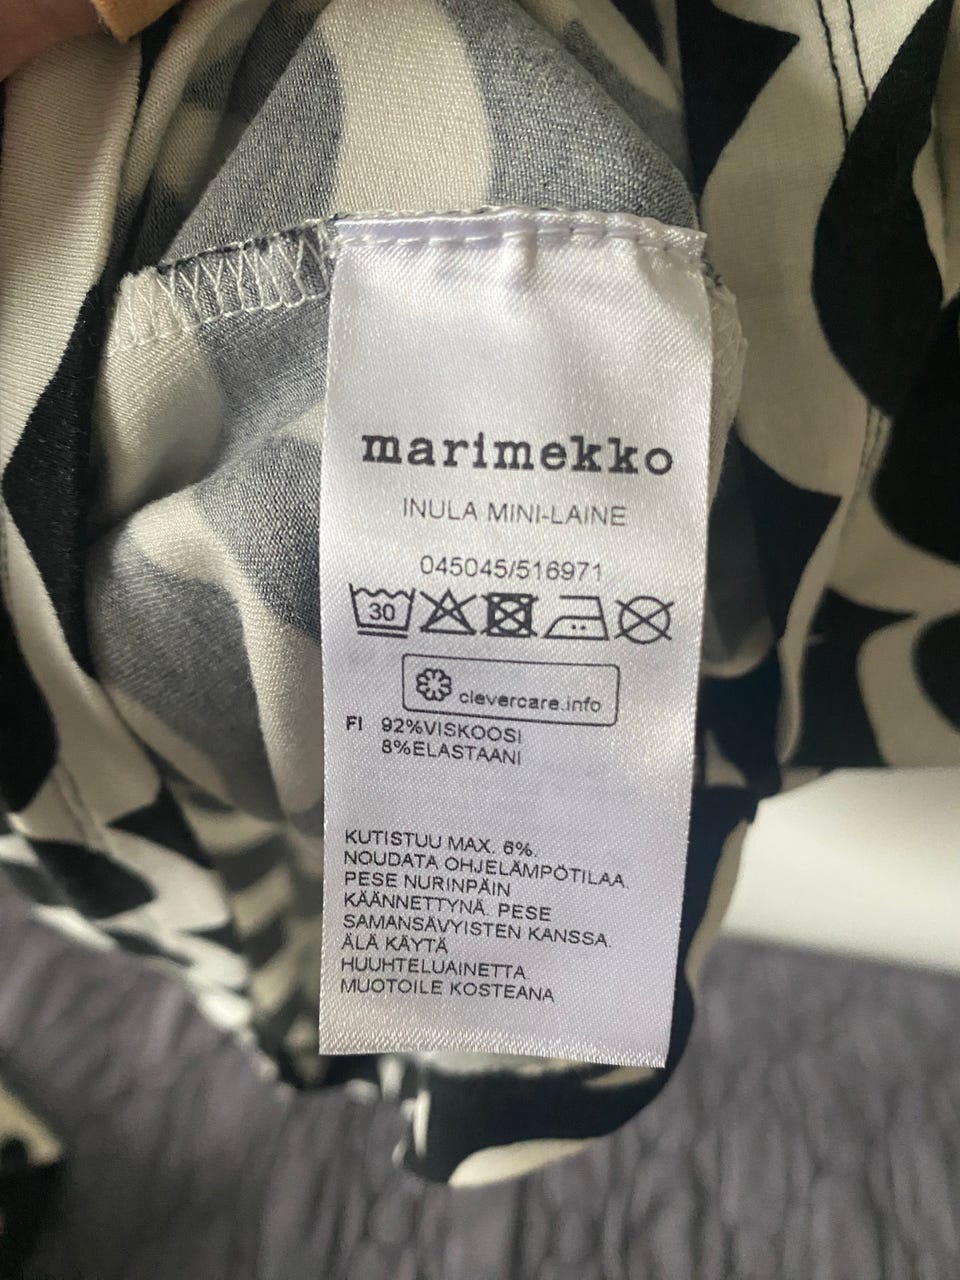 marimekko
INULA MINI-LAINE
045045/516971
30
clevercare.info
FI 92%VISKOOSI
8%ELASTAANI
KUTISTUU MAX. 6%.
NOUDATA OHJELÄMPÖTILAA.
PESE NURINPÄIN
KÄÄNNETTYNÄ. PESE
SAMANSÄVYISTEN KANSSA.
ÄLÄ KÄYTÄ
HUUHTELUAINETTA.
MUOTOILE KOSTEANA